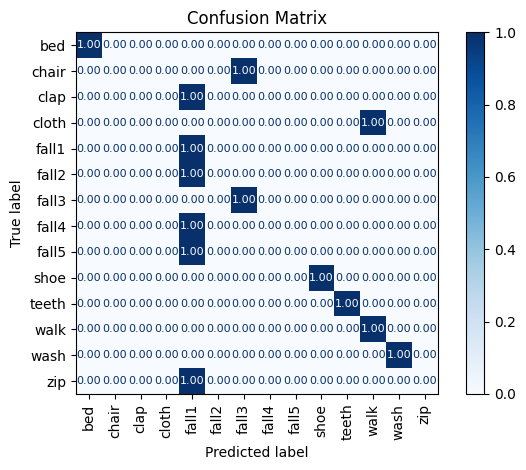 Confusion Matrix
bed 1.00 0.00 0.00 0.00 0.00 0.00 0.00 0.00 0.00 0.00 0.00 0.00 0.00 0.00
chair 0.00 0.00 0.00 0.00 0.00 0.00 1.00 0.00 0.00 0.00 0.00 0.00 0.00 0.00
clap 0.00 0.00 0.00 0.00 1.00 0.00 0.00 0.00 0.00 0.00 0.00 0.00 0.00 0.00
cloth 0.00 0.00 0.00 0.00 0.00 0.00 0.00 0.00 0.00 0.00 0.00 1.00 0.00 0.00
fall1 0.00 0.00 0.00 0.00 1.00 0.00 0.00 0.00 0.00 0.00 0.00 0.00 0.00 0.00
fall2 0.00 0.00 0.00 0.00 1.00 0.00 0.00 0.00 0.00 0.00 0.00 0.00 0.00 0.00
fall3 0.00 0.00 0.00 0.00 0.00 0.00 1.00 0.00 0.00 0.00 0.00 0.00 0.00 0.00
fall4 0.00 0.00 0.00 0.00 1.00 0.00 0.00 0.00 0.00 0.00 0.00 0.00 0.00 0.00
fall5 0.00 0.00 0.00 0.00 1.00 0.00 0.00 0.00 0.00 0.00 0.00 0.00 0.00 0.00
shoe 0.00 0.00 0.00 0.00 0.00 0.00 0.00 0.00 0.00 1.00 0.00 0.00 0.00 0.00
teeth 0.00 0.00 0.00 0.00 0.00 0.00 0.00 0.00 0.00 0.00 1.00 0.00 0.00 0.00
walk 0.00 0.00 0.00 0.00 0.00 0.00 0.00 0.00 0.00 0.00 0.00 1.00 0.00 0.00
wash 0.00 0.00 0.00 0.00 0.00 0.00 0.00 0.00 0.00 0.00 0.00 0.00 1.00 0.00
zip 0.00 0.00 0.00 0.00 1.00 0.00 0.00 0.00 0.00 0.00 0.00 0.00 0.00 0.00
True label
bed chair clap cloth fall1 fall2 fall3 fall4 fall5 shoe teeth walk wash zip
Predicted label
1.0
0.8
0.6
0.4
0.2
0.0